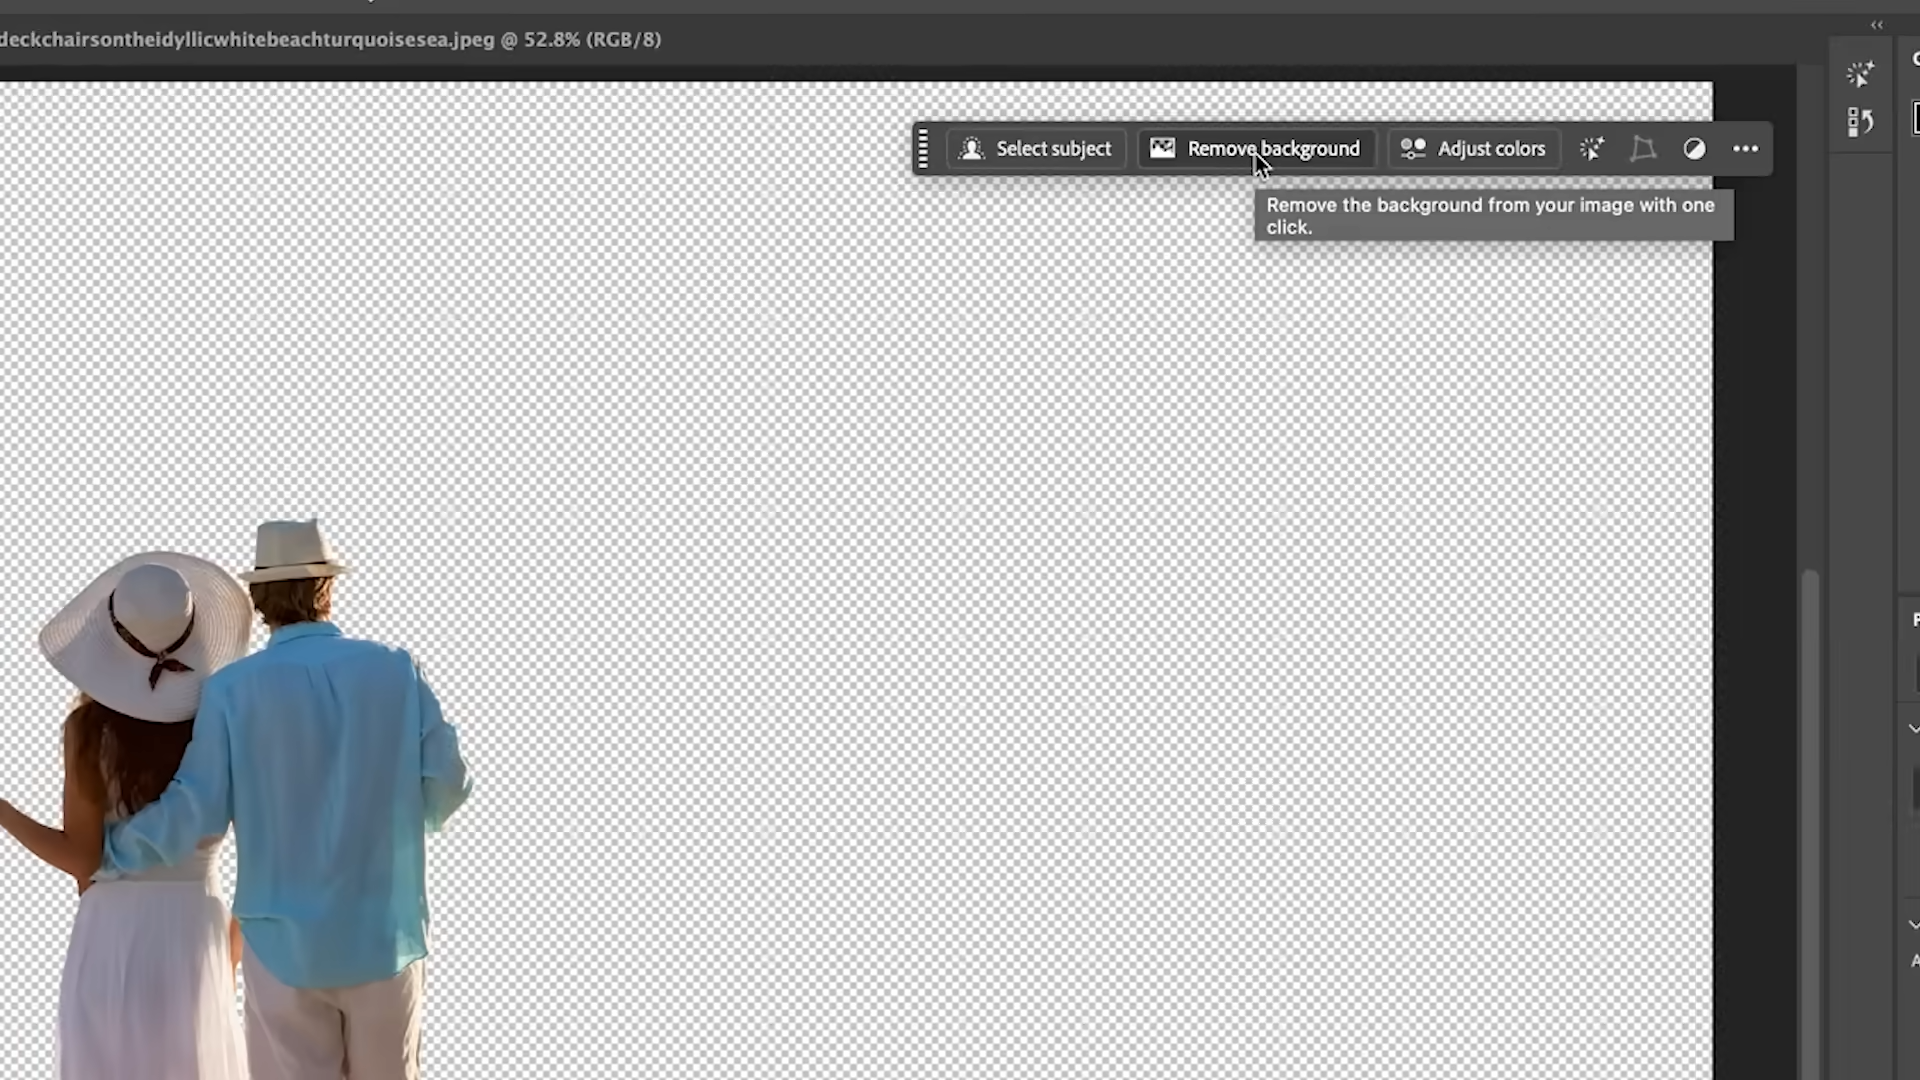 deckchairsontheidyllicwhitebeachturquoisesea.jpeg @ 52.8% (RGB/8)
Select subject
Remove background
Adjust colors
Remove the background from your image with one
click.